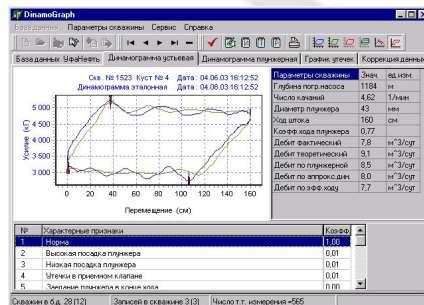 DinamoGraph
База данных Параметры скважины Сервис Справка
База данных УфаНефть Динамограмма устьевая Динамограмма плунжерная График утечек Коррекция данных
Скв. № 1523 Куст № 4 Дата : 04.06.03 16:12:52
Динамограмма эталонная Дата : 04.06.03 16:12:52
Усилие (кГ)
5 000
4 500
4 000
3 500
3 000
0 20 40 60 80 100 120 140 160
Перемещение (см)
Параметры скважины Знач. ед.изм.
Глубина погр.насоса 1184 м
Число качаний 4,62 1/мин
Диаметр плунжера 43 мм
Ход штока 160 см
Коэфф.хода плунжера 0,77
Дебит фактический 7,8 м^3/сут
Дебит теоретический 9,1 м^3/сут
Дебит по плунжерной 8,5 м^3/сут
Дебит по аппрокс.дин. 8,0 м^3/сут
Дебит по эфф.ходу 7,7 м^3/сут
№ Характерные признаки Коэфф.
1 Норма 1,00
2 Высокая посадка плунжера 0,01
3 Низкая посадка плунжера 0,01
4 Утечки в приемном клапане 0,01
5 Заедание плунжера в конце хода 0,00
Скважин в б.д. 28 (12) Записей в скважине 3 (3) Число т.т. измерения =565